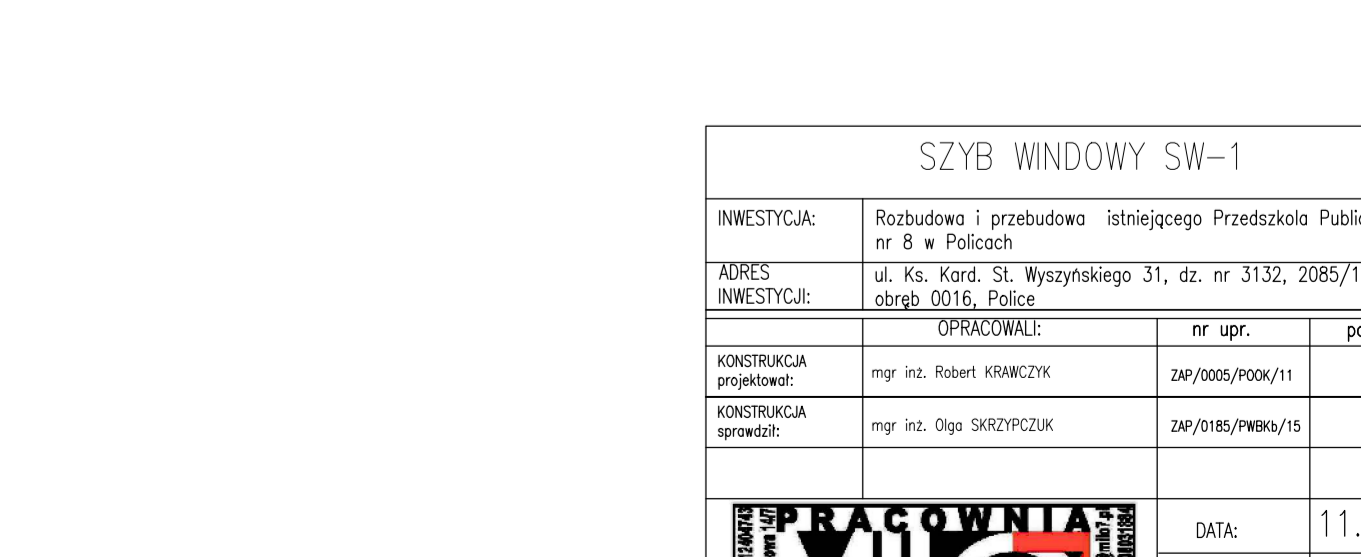 SZYB WINDOWY SW-1
INWESTYCJA:
Rozbudowa i przebudowa istniejącego Przedszkola
nr 8 w Policach
ADRES
INWESTYCJI:
ul. Ks. Kard. St. Wyszyńskiego 31, dz. nr 3132, 2085/1
obręb 0016, Police
OPRACOWALI: nr upr.
KONSTRUKCJA
projektował:
mgr inż. Robert KRAWCZYK ZAP/0005/POOK/11
KONSTRUKCJA
sprawdził:
mgr inż. Olga SKRZYPCZUK ZAP/0185/PWBKb/15
PRACOWNIA
DATA: 11.